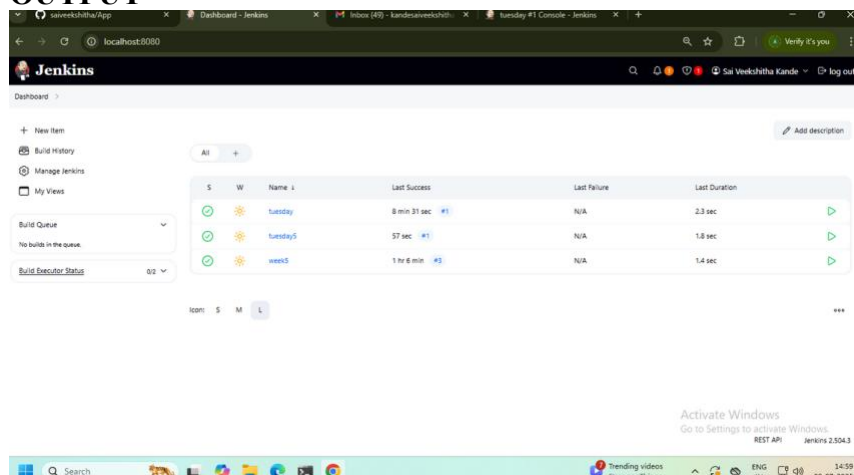 OUTPUT
saiveekshitha/App × Dashboard - Jenkins × Inbox (49) - kandesaiveekshith × tuesday #1 Console - Jenkins × +
localhost:8080 Verify it's you
Jenkins Sai Veekshitha Kande log out
Dashboard >
+ New Item Add description
Build History All +
Manage Jenkins
My Views S W Name ↓ Last Success Last Failure Last Duration
tuesday 8 min 31 sec #1 N/A 2.3 sec
Build Queue
tuesday5 57 sec #1 N/A 1.8 sec
No builds in the queue.
week5 1 hr 6 min #3 N/A 1.4 sec
Build Executor Status 0/2
Icon: S M L
Activate Windows
Go to Settings to activate Windows.
REST API Jenkins 2.504.3
Search Trending videos ENG 14:59